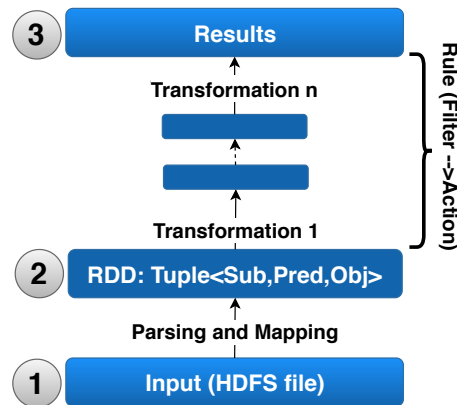 3
Results
Transformation n
Transformation 1
Rule (Filter -->Action)
2
RDD: Tuple<Sub,Pred,Obj>
Parsing and Mapping
1
Input (HDFS file)